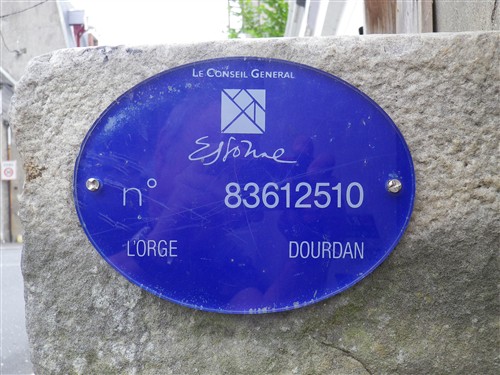 LE CONSEIL GENERAL
Essonne
n° 83612510
L'ORGE DOURDAN